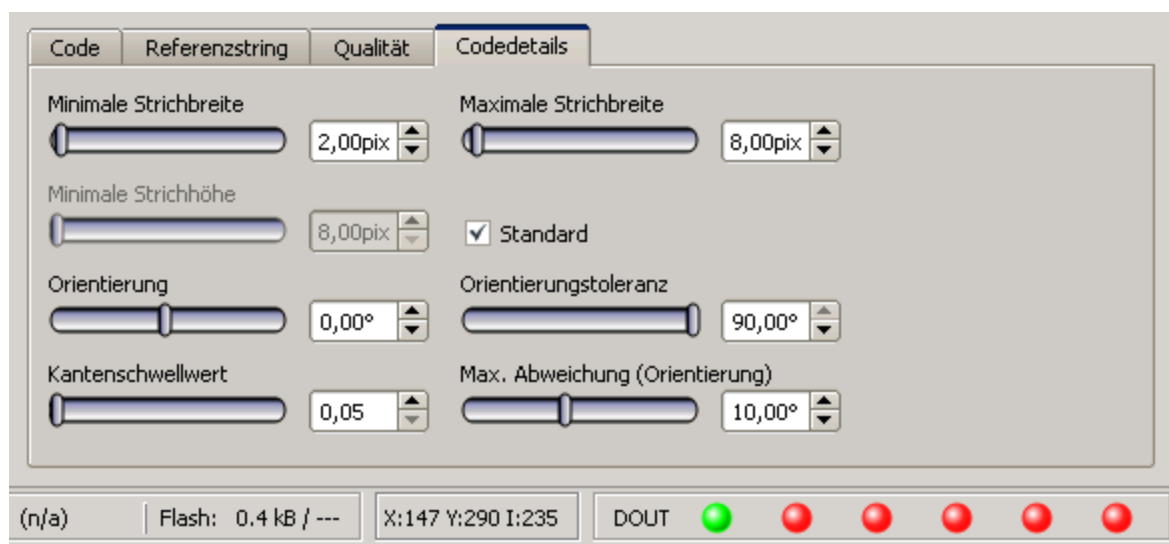 Code Referenzstring Qualität Codedetails
Minimale Strichbreite Maximale Strichbreite
2,00pix 8,00pix
Minimale Strichhöhe
8,00pix Standard
Orientierung Orientierungstoleranz
0,00° 90,00°
Kantenschwellwert Max. Abweichung (Orientierung)
0,05 10,00°
(n/a) Flash: 0.4 kB / --- X:147 Y:290 I:235 DOUT